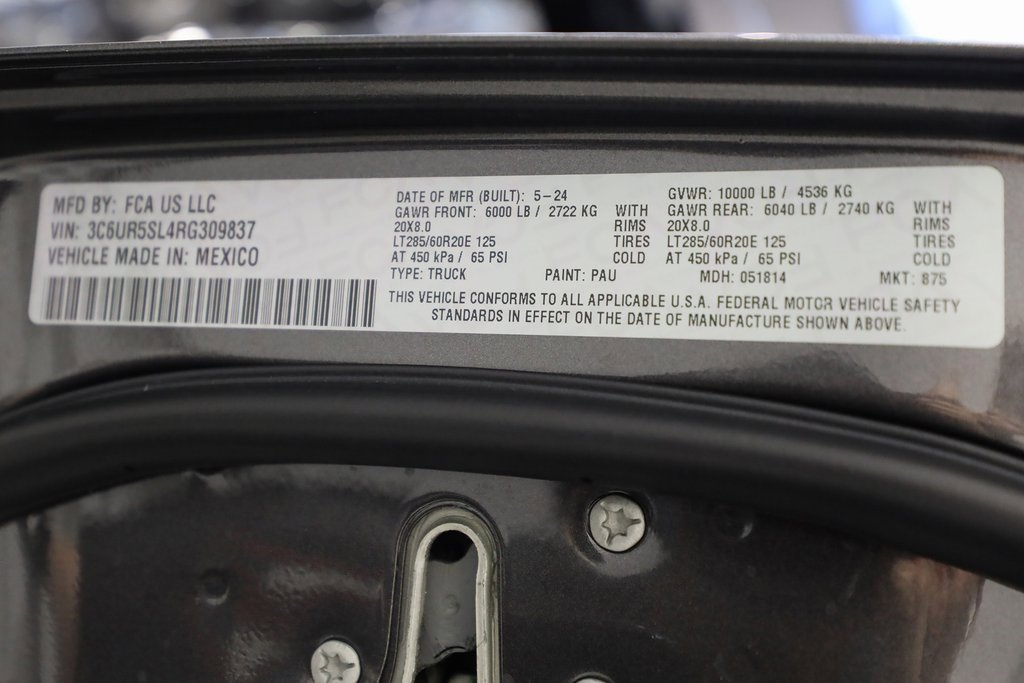 MFD BY: FCA US LLC
VIN: 3C6UR5SL4RG309837
VEHICLE MADE IN: MEXICO
DATE OF MFR (BUILT): 5-24
GAWR FRONT: 6000 LB / 2722 KG WITH
20X8.0 RIMS
LT285/60R20E 125 TIRES
AT 450 kPa / 65 PSI COLD
TYPE: TRUCK PAINT: PAU
GVWR: 10000 LB / 4536 KG
GAWR REAR: 6040 LB / 2740 KG WITH
20X8.0 RIMS
LT285/60R20E 125 TIRES
AT 450 kPa / 65 PSI COLD
MDH: 051814 MKT: 875
THIS VEHICLE CONFORMS TO ALL APPLICABLE U.S.A. FEDERAL MOTOR VEHICLE SAFETY
STANDARDS IN EFFECT ON THE DATE OF MANUFACTURE SHOWN ABOVE.